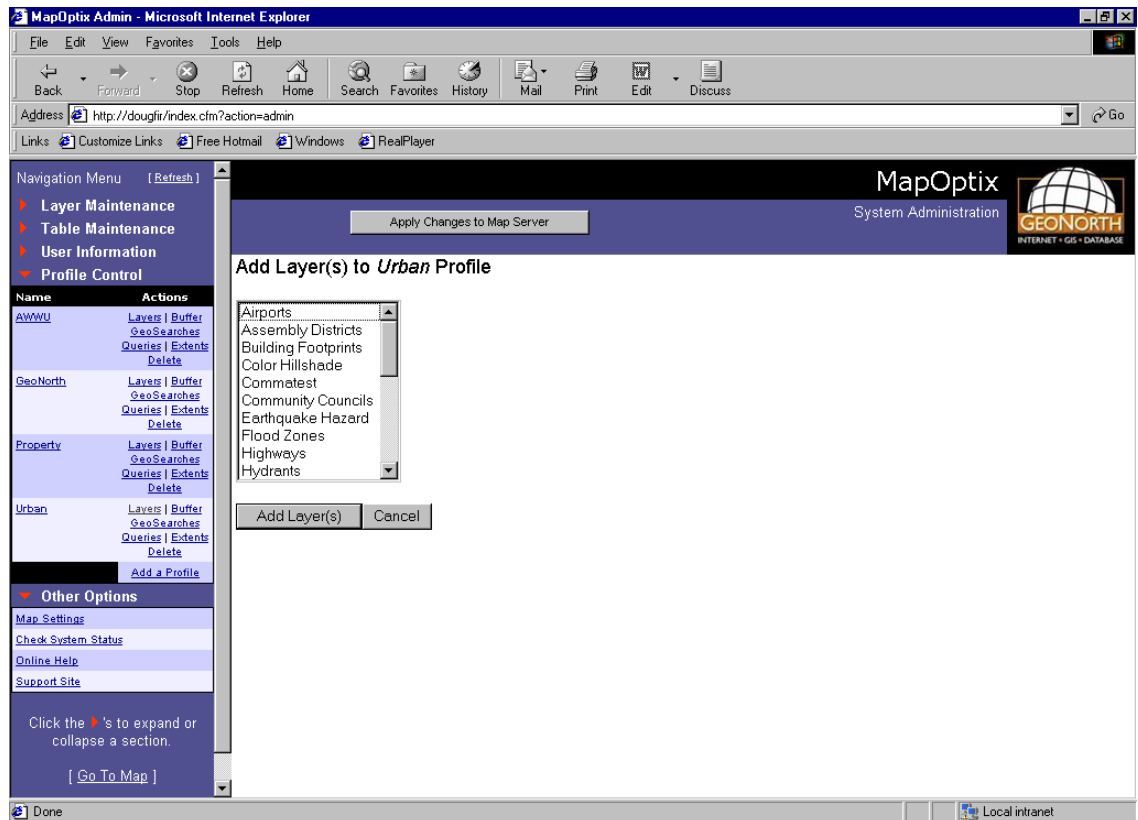 MapOptix Admin - Microsoft Internet Explorer
File Edit View Favorites Tools Help
Back Forward Stop Refresh Home Search Favorites History Mail Print Edit Discuss
Address http://dougfir/index.cfm?action=admin Go
Links Customize Links Free Hotmail Windows RealPlayer
Navigation Menu [ Refresh ]
Layer Maintenance
Table Maintenance
User Information
Profile Control
Name Actions
AWWU Layers | Buffer
GeoSearches
Queries | Extents
Delete
GeoNorth Layers | Buffer
GeoSearches
Queries | Extents
Delete
Property Layers | Buffer
GeoSearches
Queries | Extents
Delete
Urban Layers | Buffer
GeoSearches
Queries | Extents
Delete
Add a Profile
Other Options
Map Settings
Check System Status
Online Help
Support Site
Click the 's to expand or
collapse a section.
[ Go To Map ]
MapOptix
System Administration
GEONORTH
INTERNET • GIS • DATABASE
Apply Changes to Map Server
Add Layer(s) to Urban Profile
Airports
Assembly Districts
Building Footprints
Color Hillshade
Commatest
Community Councils
Earthquake Hazard
Flood Zones
Highways
Hydrants
Add Layer(s) Cancel
Done Local intranet